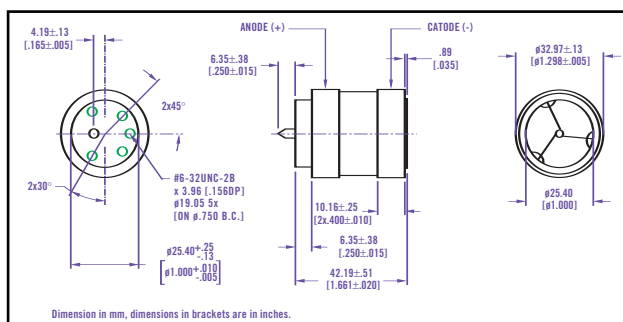 4.19±.13
[.165±.005]
2x45°
2x30°
#6-32UNC-2B
x 3.96 [.156DP]
ø19.05 5x
[ON ø.750 B.C.]
ø25.40+.25
-.13
[ø1.000+.010
-.005]
ANODE (+)
CATODE (-)
6.35±.38
[.250±.015]
.89
[.035]
10.16±.25
[2x.400±.010]
6.35±.38
[.250±.015]
42.19±.51
[1.661±.020]
ø32.97±.13
[ø1.298±.005]
ø25.40
[ø1.000]
Dimension in mm, dimensions in brackets are in inches.